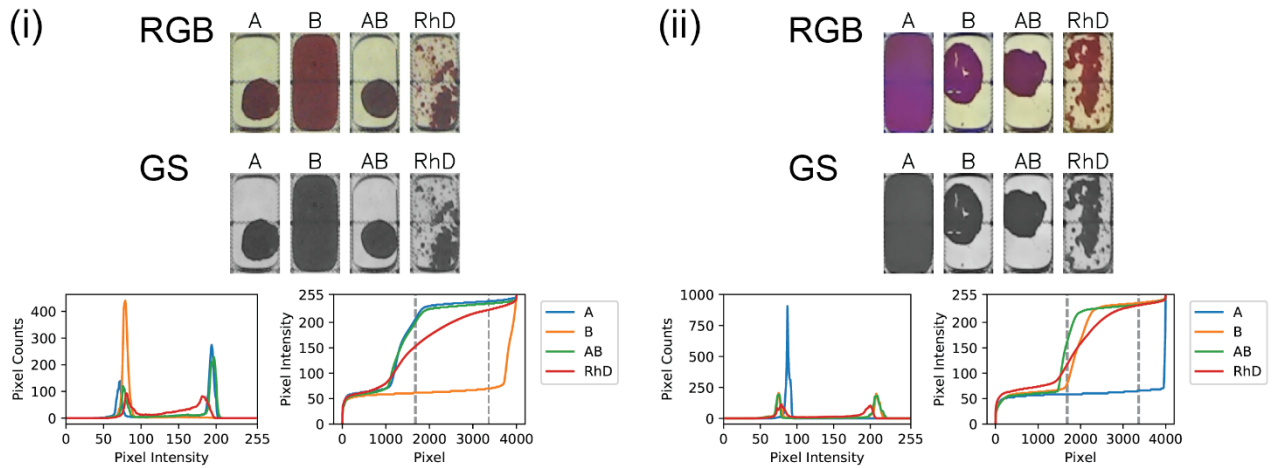 (i)
RGB
A B AB RhD
GS
A B AB RhD
Pixel Counts
400
300
200
100
0
0 50 100 150 200 255
Pixel Intensity
Pixel Intensity
255
200
150
100
50
0
0 1000 2000 3000 4000
Pixel
A
B
AB
RhD
(ii)
RGB
A B AB RhD
GS
A B AB RhD
Pixel Counts
1000
750
500
250
0
0 50 100 150 200 255
Pixel Intensity
Pixel Intensity
255
200
150
100
50
0
0 1000 2000 3000 4000
Pixel
A
B
AB
RhD